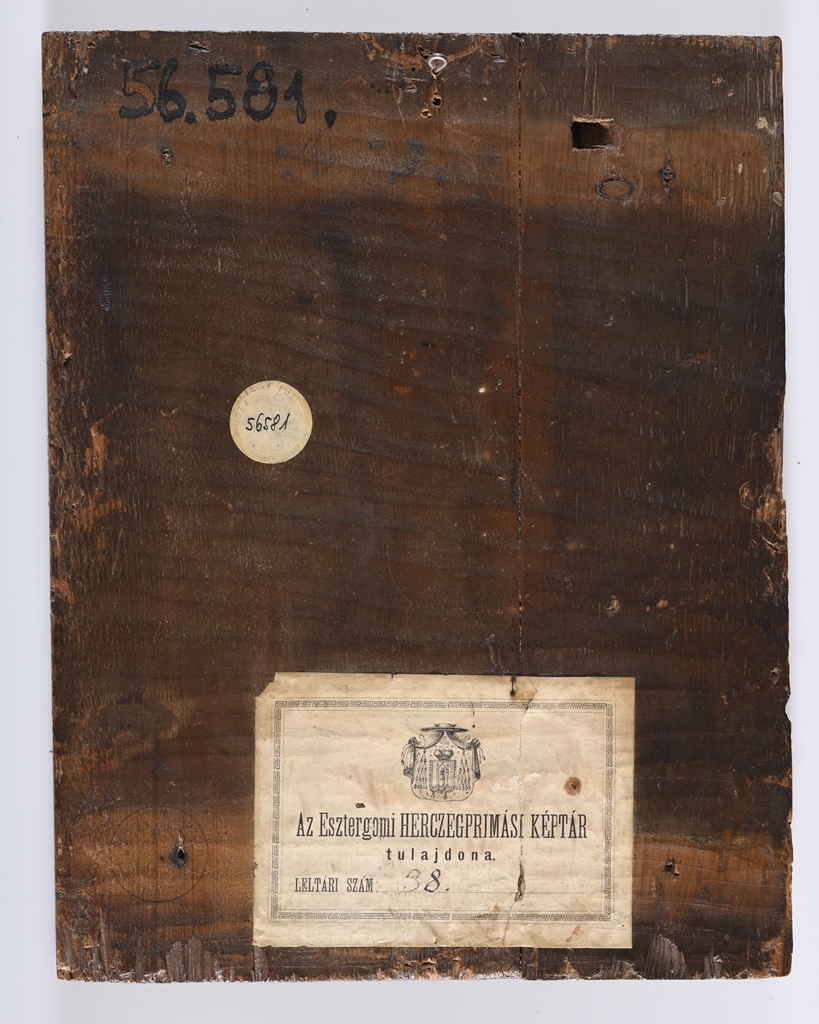 56.581.
56581
Az Esztergomi HERCZEGPRIMÁSI KÉPTÁR
tulajdona.
LELTÁRI SZÁM: 38.